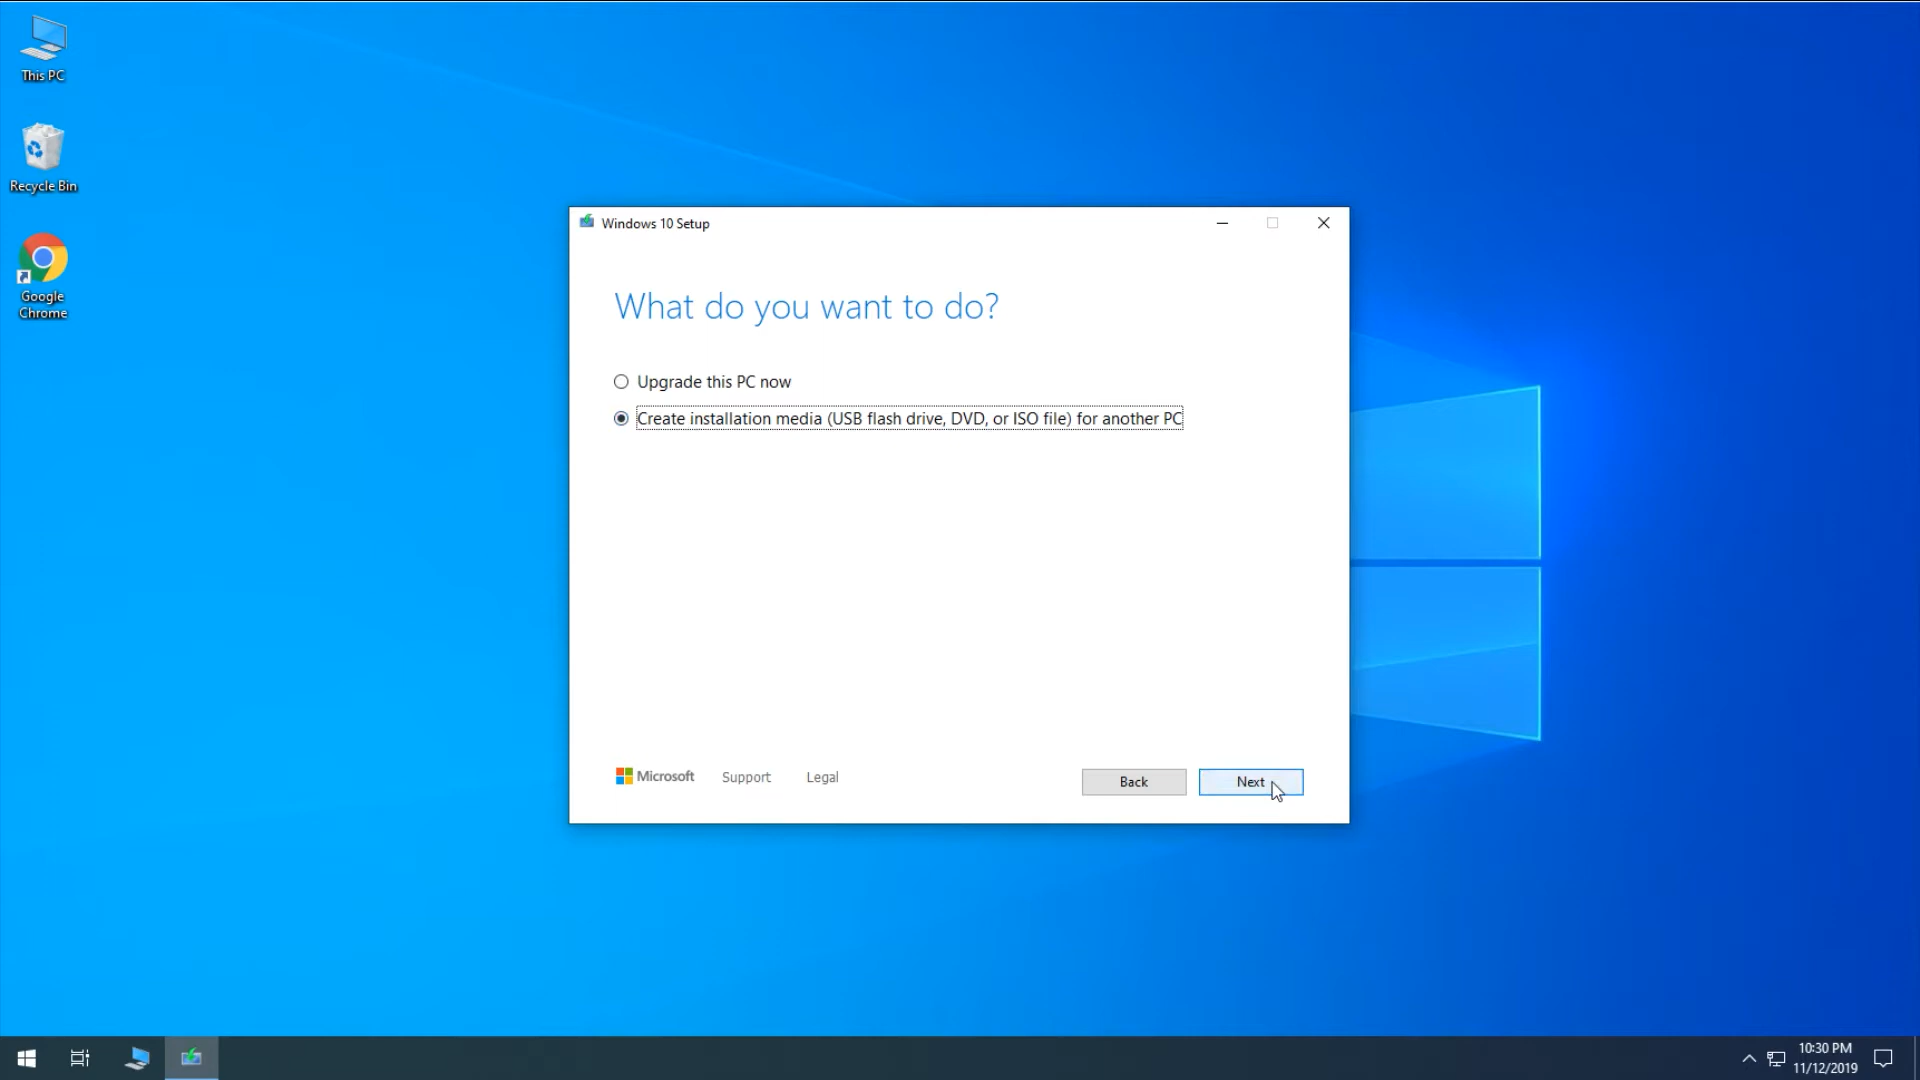 This PC
Recycle Bin
Google
Chrome
Windows 10 Setup
What do you want to do?
Upgrade this PC now
Create installation media (USB flash drive, DVD, or ISO file) for another PC
Microsoft
Support
Legal
Back
Next
10:30 PM
11/12/2019